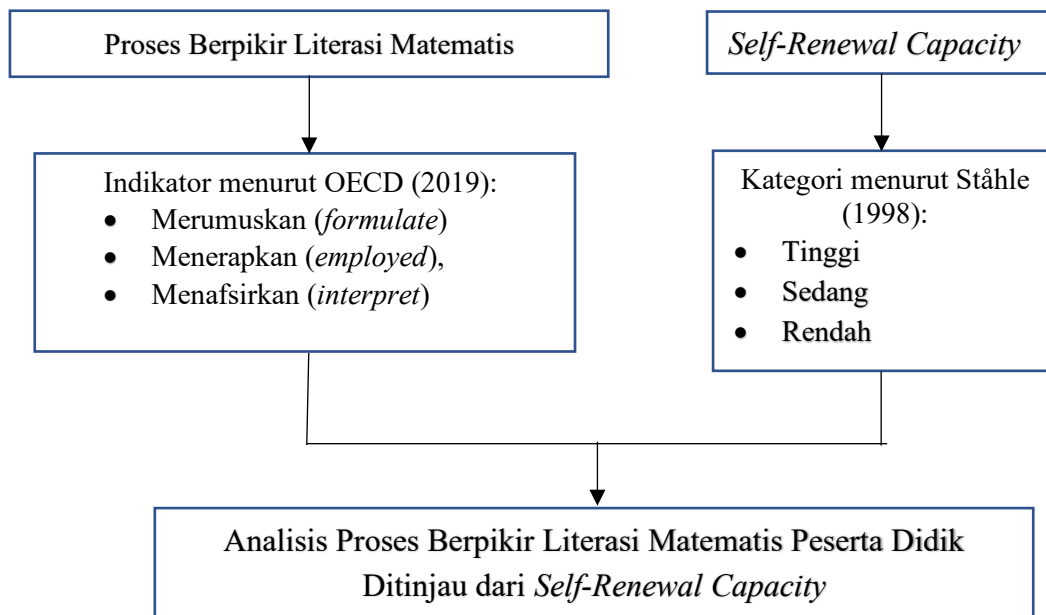 Proses Berpikir Literasi Matematis
Self-Renewal Capacity
Indikator menurut OECD (2019):
• Merumuskan (formulate)
• Menerapkan (employed),
• Menafsirkan (interpret)
Kategori menurut Ståhle
(1998):
• Tinggi
• Sedang
• Rendah
Analisis Proses Berpikir Literasi Matematis Peserta Didik
Ditinjau dari Self-Renewal Capacity